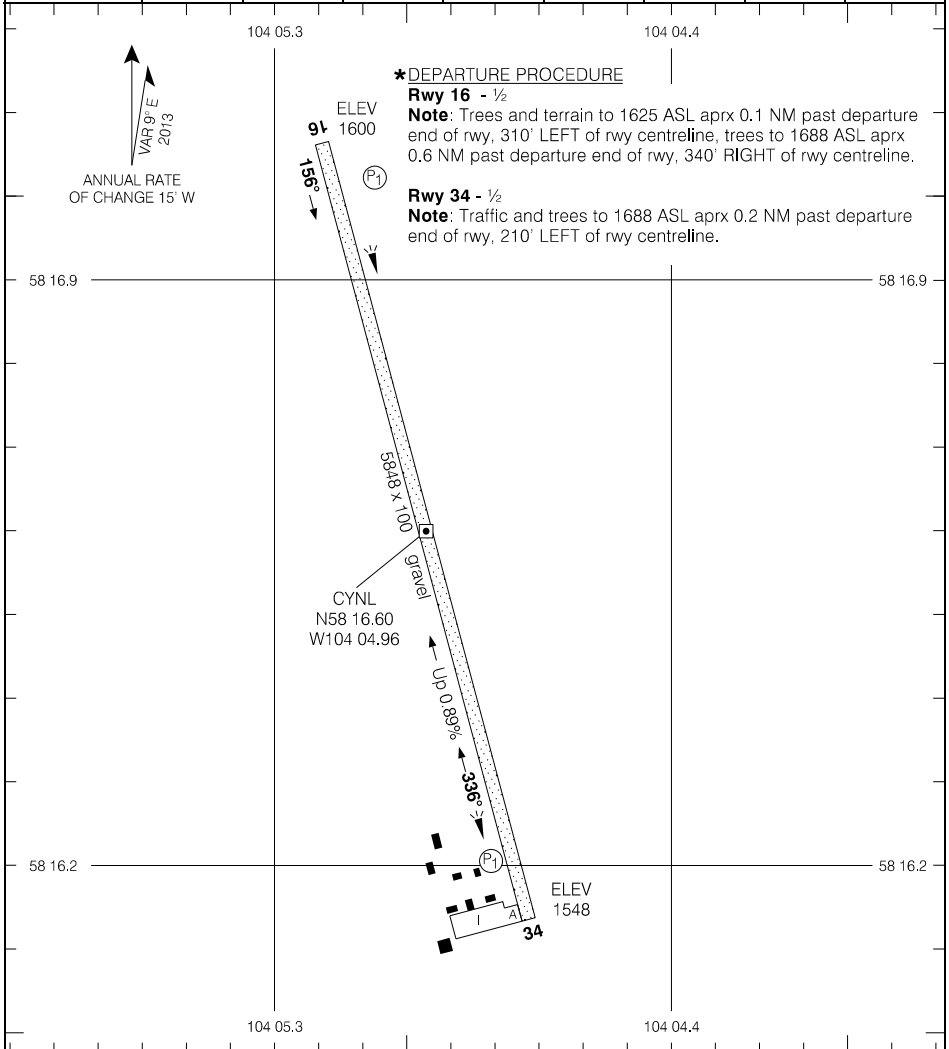 104 05.3
104 04.4
VAR 9° E
2013
ANNUAL RATE
OF CHANGE 15' W
*DEPARTURE PROCEDURE
Rwy 16 - ½
Note: Trees and terrain to 1625 ASL aprx 0.1 NM past departure
end of rwy, 310' LEFT of rwy centreline, trees to 1688 ASL aprx
0.6 NM past departure end of rwy, 340' RIGHT of rwy centreline.
Rwy 34 - ½
Note: Traffic and trees to 1688 ASL aprx 0.2 NM past departure
end of rwy, 210' LEFT of rwy centreline.
ELEV
1600
16
156°
P1
58 16.9
58 16.9
5848 x 100
gravel
CYNL
N58 16.60
W104 04.96
Up 0.89%
336°
P1
58 16.2
58 16.2
ELEV
1548
I
A
34
104 05.3
104 04.4